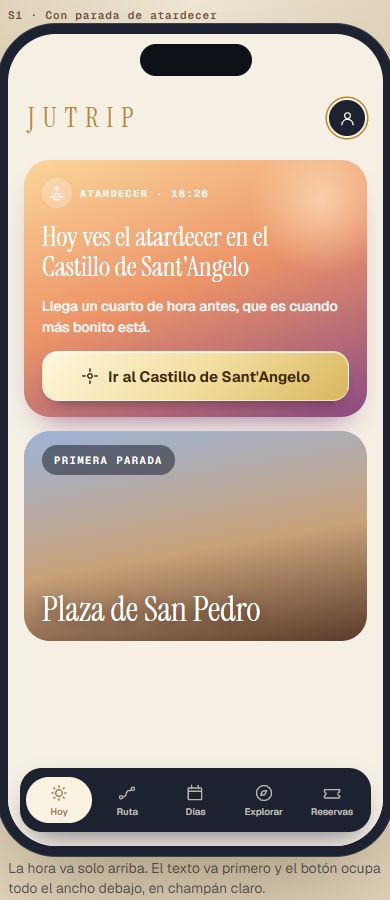 S1 · Con parada de atardecer
JUTRIP
ATARDECER · 18:26
Hoy ves el atardecer en el
Castillo de Sant'Angelo
Llega un cuarto de hora antes, que es cuando
más bonito está.
Ir al Castillo de Sant'Angelo
PRIMERA PARADA
Plaza de San Pedro
Hoy
Ruta
Días
Explorar
Reservas
La hora va solo arriba. El texto va primero y el botón ocupa
todo el ancho debajo, en champán claro.